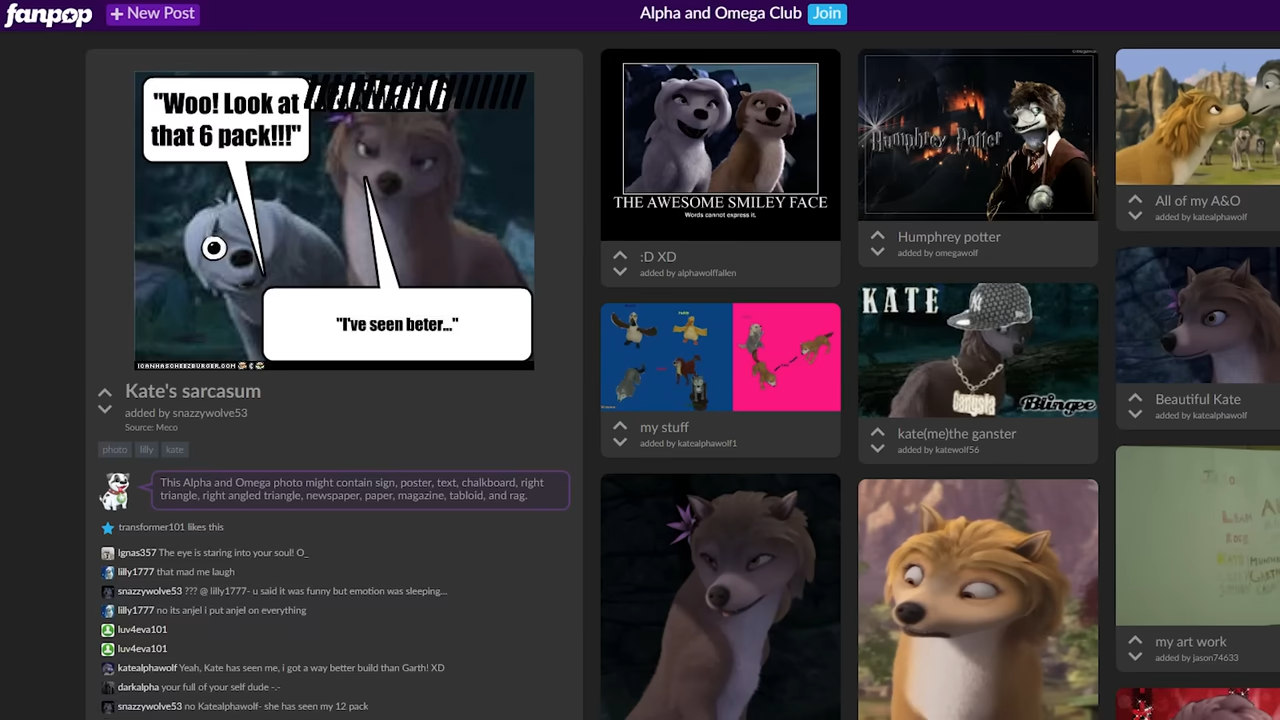 fanpop
+ New Post
Alpha and Omega Club
Join
"Woo! Look at
that 6 pack!!!"
"I've seen beter..."
ICANHASCHEEZBURGER.COM
Kate's sarcasum
added by snazzywolve53
Source: Meco
photo
lilly
kate
This Alpha and Omega photo might contain sign, poster, text, chalkboard, right
triangle, right angled triangle, newspaper, paper, magazine, tabloid, and rag.
transformer101 likes this
Ignas357 The eye is staring into your soul! O_
lilly1777 that mad me laugh
snazzywolve53 ??? @ lilly1777- u said it was funny but emotion was sleeping...
lilly1777 no its anjel i put anjel on everything
luv4eva101
luv4eva101
katealphawolf Yeah, Kate has seen me, i got a way better build than Garth! XD
darkalpha your full of your self dude -.-
snazzywolve53 no Katealphawolf- she has seen my 12 pack
THE AWESOME SMILEY FACE
Words cannot express it.
:D XD
added by alphawolffallen
my stuff
added by katealphawolf1
Humphrey Potter
Humphrey potter
added by omegawolf
KATE
Gangsta
Blingee
kate(me)the ganster
added by katewolf56
All of my A&O
added by katealphawolf
Beautiful Kate
added by katealphawolf
my art work
added by jason74633